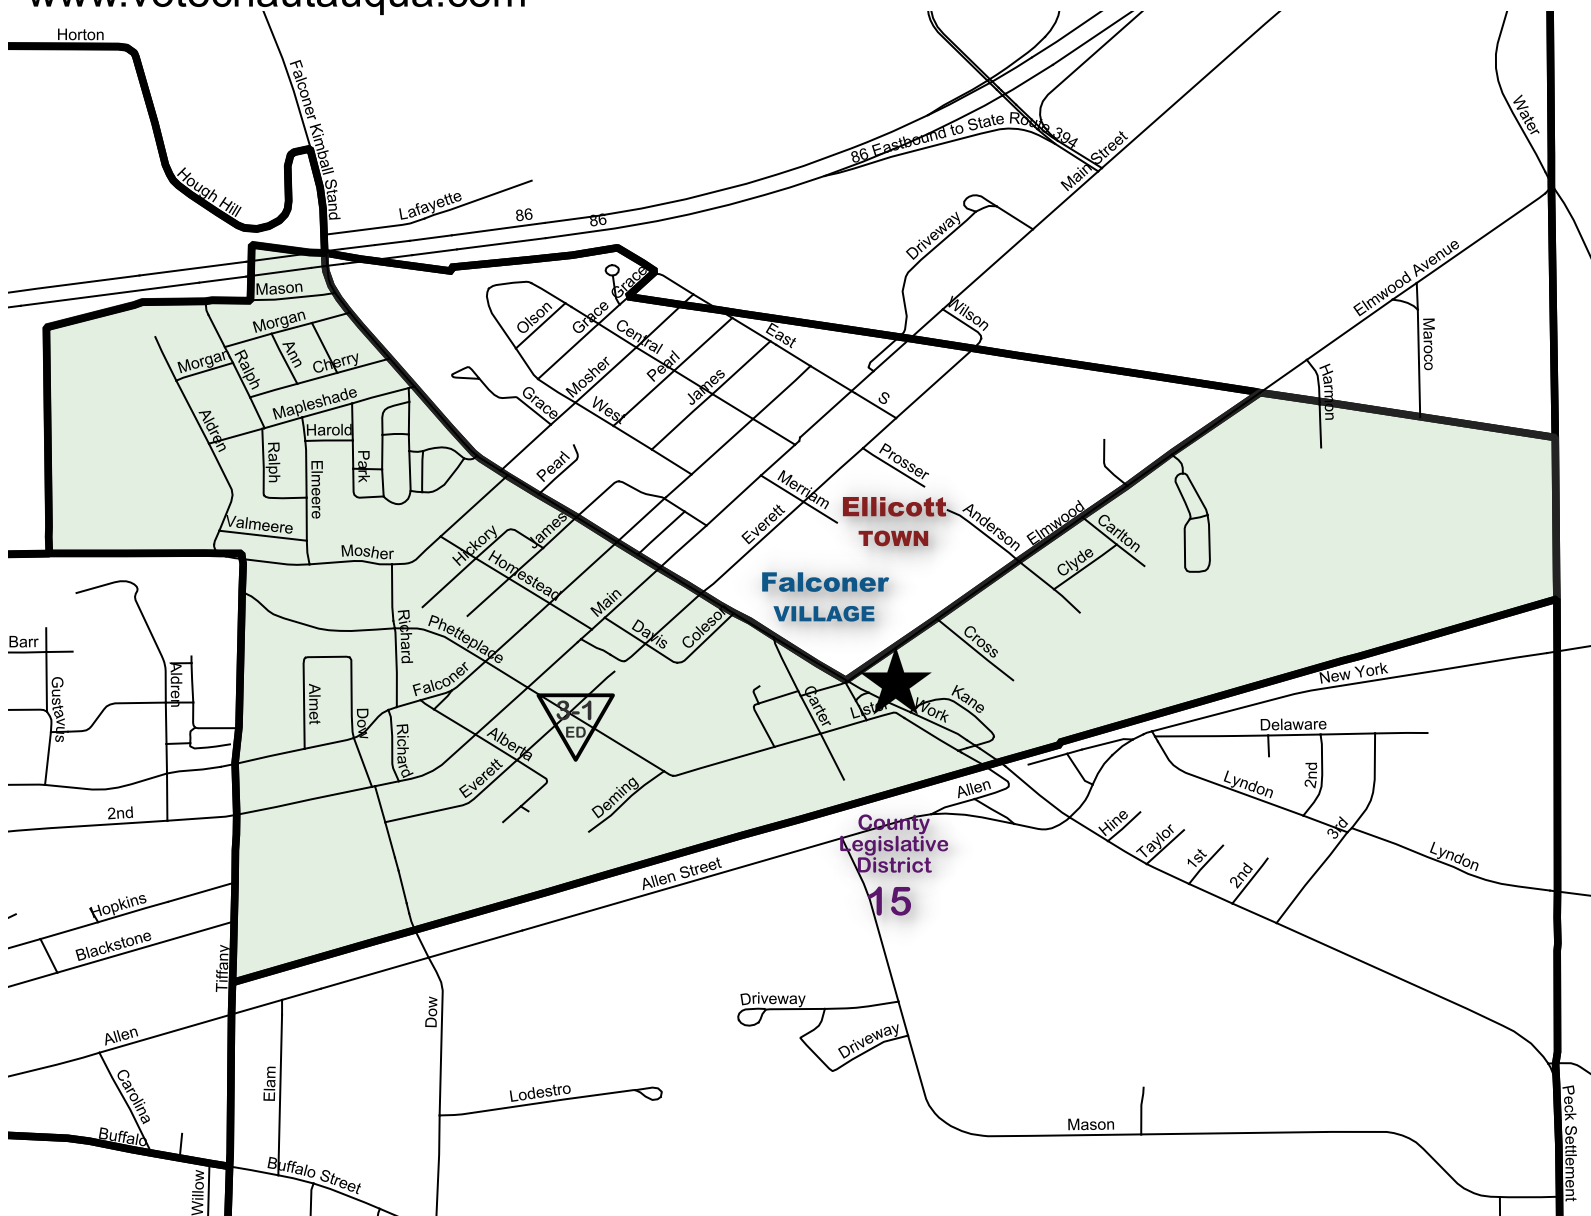 www.votechautauqua.com
Horton
Falconer Kimball Stand
Hough Hill
Lafayette
86
86
86 Eastbound to State Route 394
Main Street
Water
Driveway
Elmwood Avenue
Mason
Morgan
Morgan
Ralph
Ann
Cherry
Mapleshade
Aldren
Harold
Ralph
Elmeere
Park
Valmeere
Mosher
Olson
Grace
Grace
Central
Mosher
Pearl
James
East
S
Wilson
Grace
West
Pearl
Prosser
Merriam
Everett
Maroco
Harmon
Ellicott
TOWN
Anderson
Elmwood
Carlton
Clyde
Falconer
VILLAGE
Hickory
James
Homestead
Main
Davis
Coleson
Cross
Barr
Gustavus
Aldren
Richard
Phetteplace
Falconer
Almet
Dow
Richard
Alberta
Everett
3-1
ED
Deming
Carter
Lister
Work
Kane
New York
Delaware
Lyndon
2nd
3rd
Lyndon
2nd
Allen
Hine
Taylor
1st
2nd
County
Legislative
District
15
Allen Street
Hopkins
Blackstone
Tiffany
Allen
Carolina
Elam
Dow
Driveway
Driveway
Lodestro
Mason
Buffalo
Buffalo Street
Willow
Peck Settlement